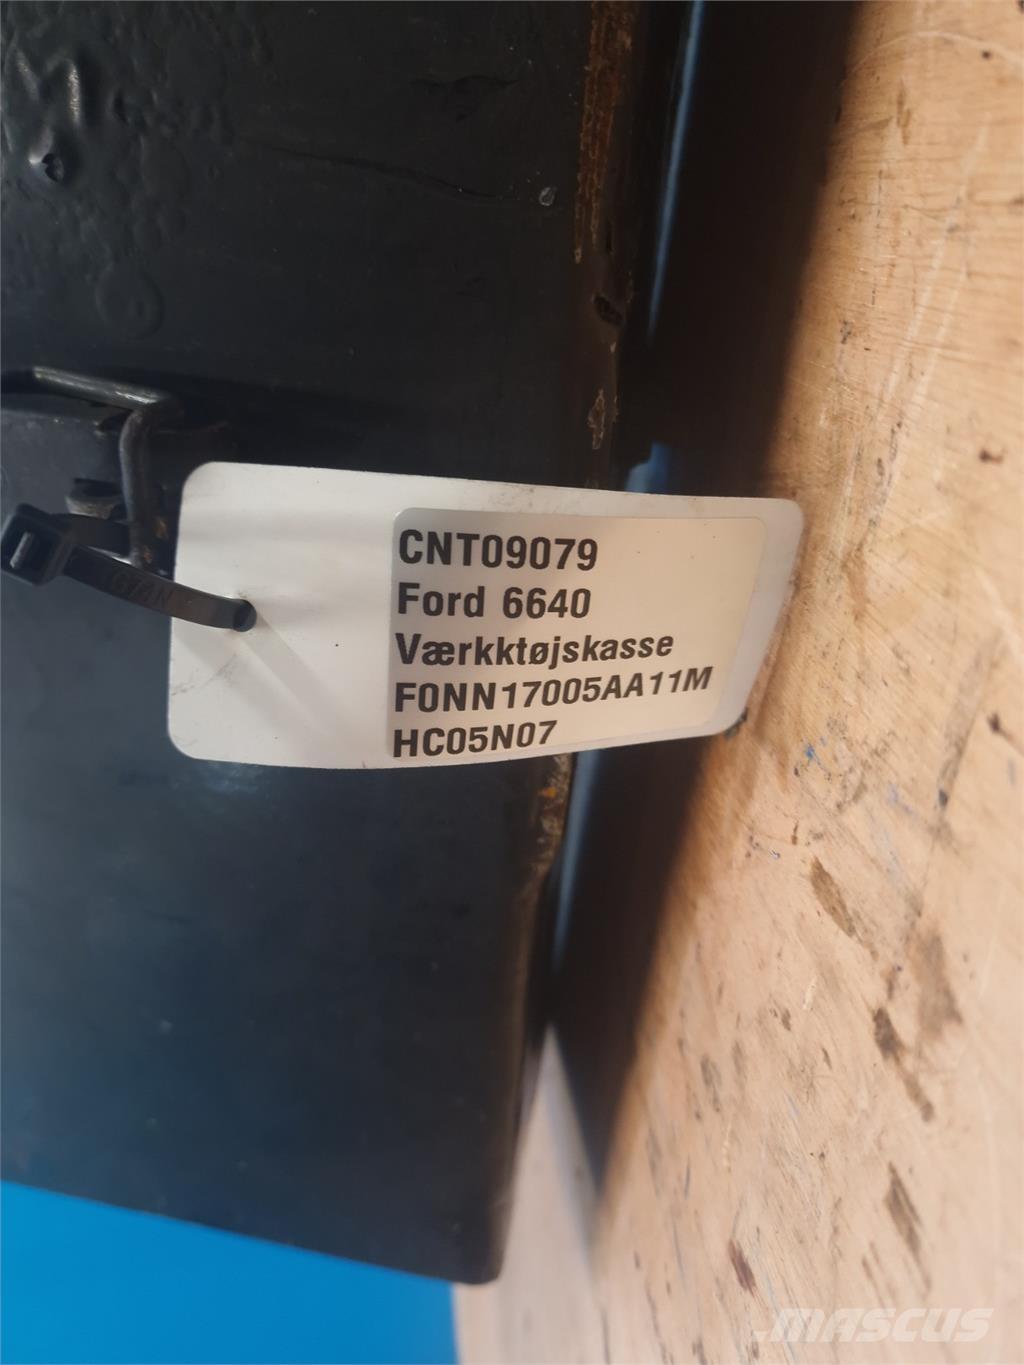 CNT09079
Ford 6640
Værkktøjskasse
F0NN17005AA11M
HC05N07
MASCUS